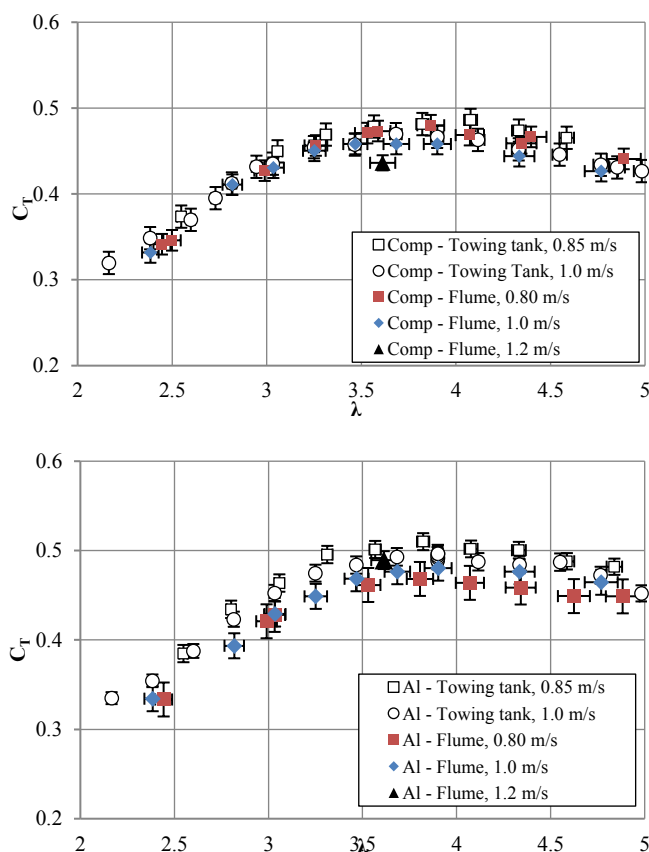 0.6
0.5
C_T
0.4
0.3
0.2
Comp - Towing tank, 0.85 m/s
Comp - Towing Tank, 1.0 m/s
Comp - Flume, 0.80 m/s
Comp - Flume, 1.0 m/s
Comp - Flume, 1.2 m/s
2 2.5 3 3.5 4 4.5 5
λ
0.6
0.5
C_T
0.4
0.3
0.2
Al - Towing tank, 0.85 m/s
Al - Towing tank, 1.0 m/s
Al - Flume, 0.80 m/s
Al - Flume, 1.0 m/s
Al - Flume, 1.2 m/s
2 2.5 3 3.5 4 4.5 5